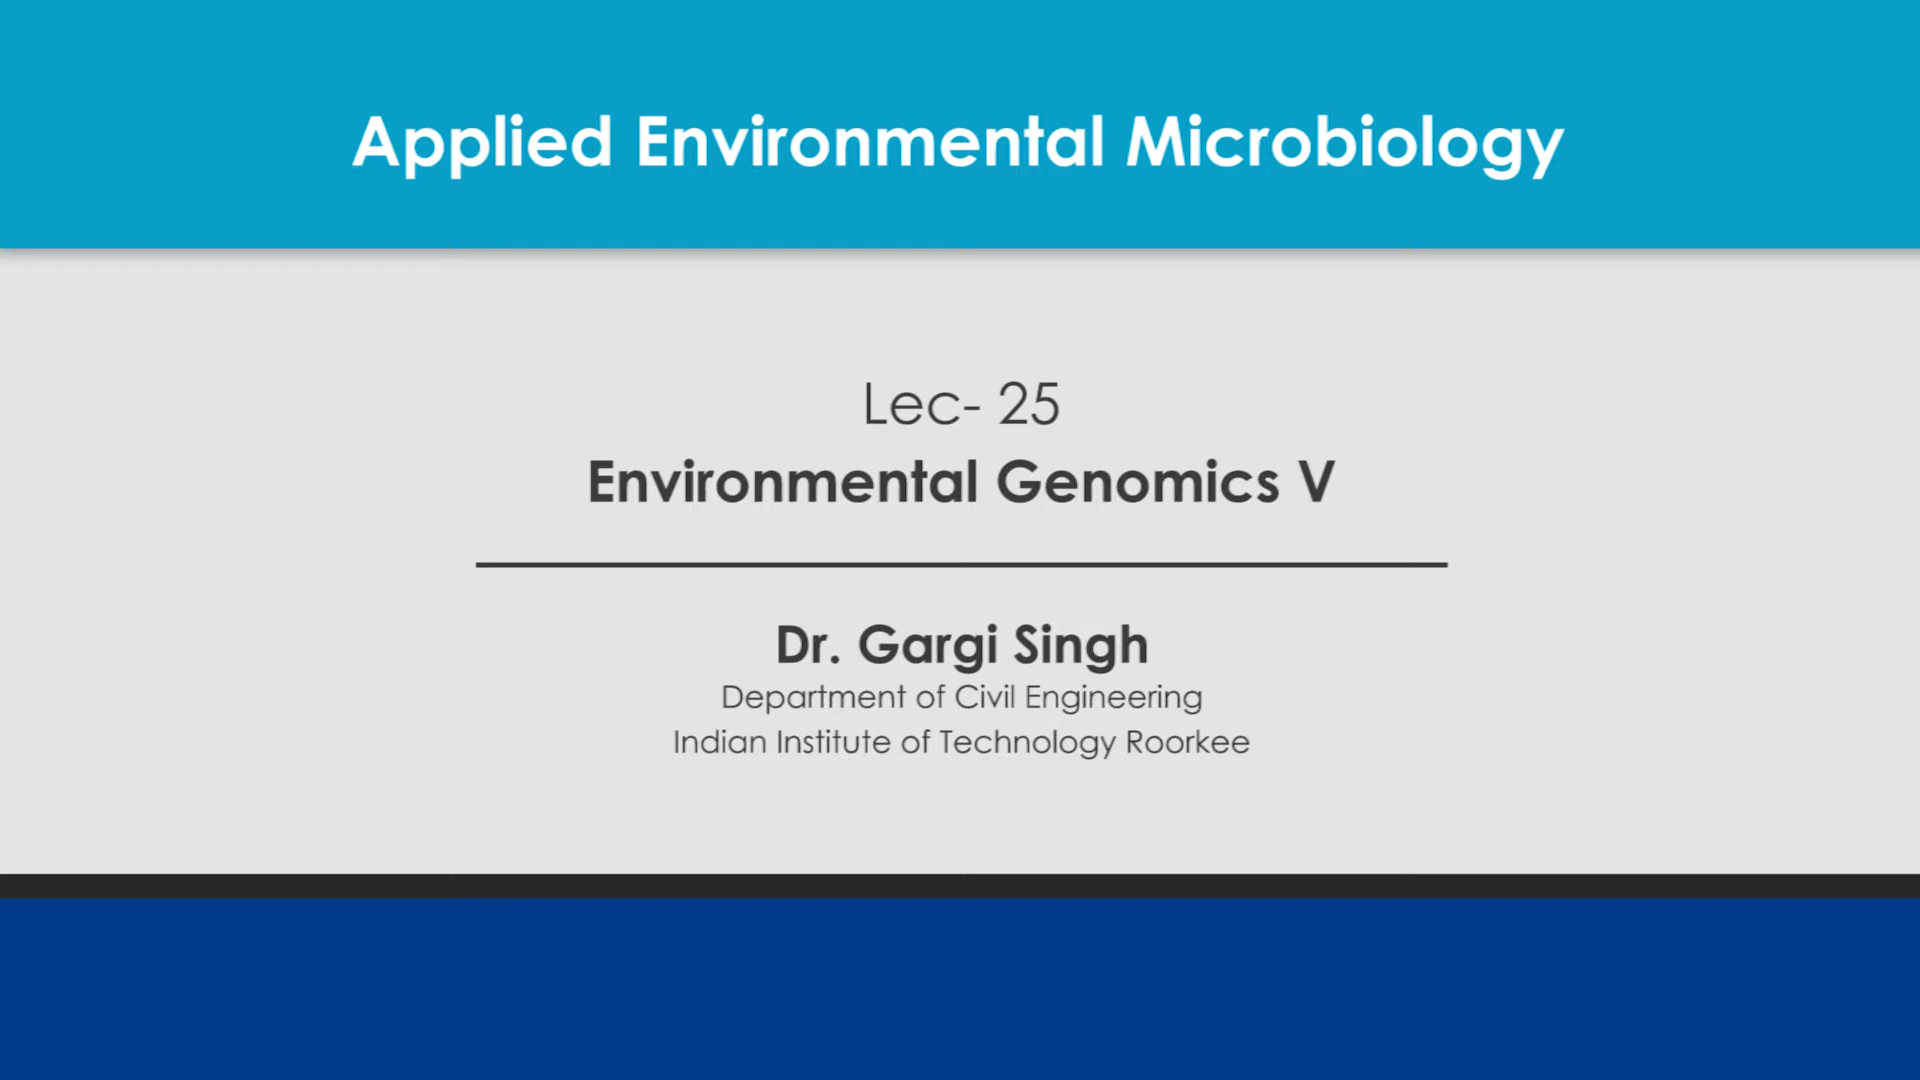 Applied Environmental Microbiology
Lec- 25
Environmental Genomics V
Dr. Gargi Singh
Department of Civil Engineering
Indian Institute of Technology Roorkee